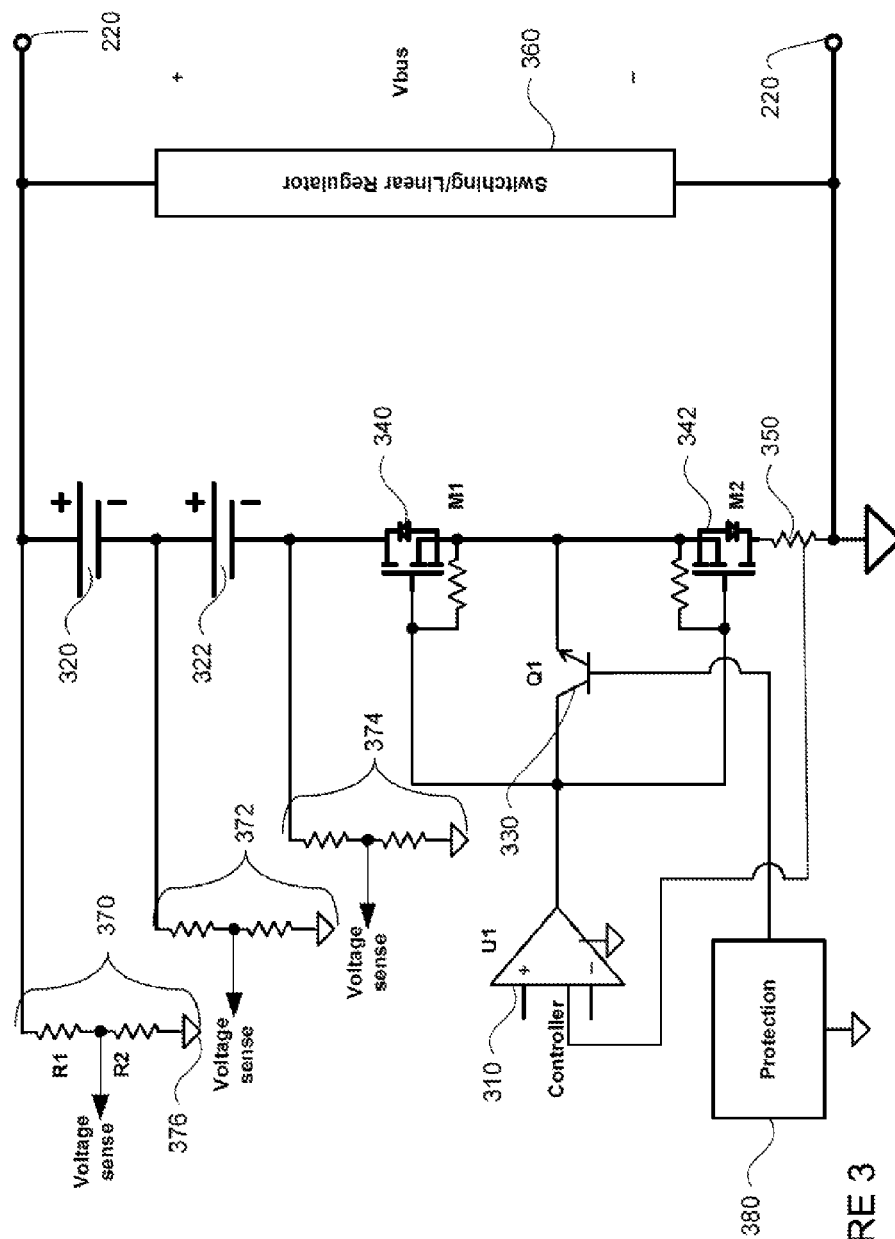 220
+
Vbus
−
220
360
Switching/Linear Regulator
+
−
320
+
−
322
340
M1
342
M2
350
Q1
330
374
372
370
R1
R2
376
Voltage
sense
Voltage
sense
Voltage
sense
U1
+
−
310
Controller
Protection
380
RE 3